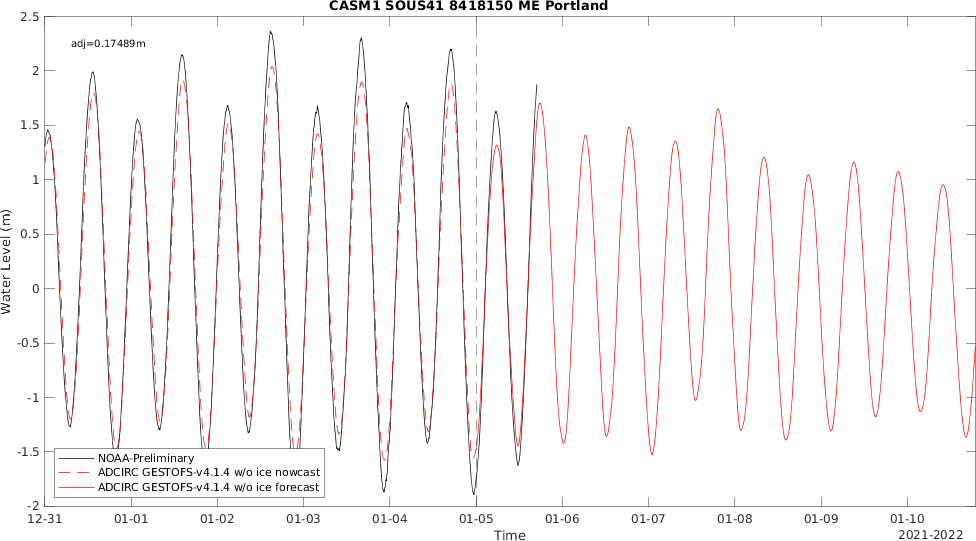 CASM1 SOUS41 8418150 ME Portland
adj=0.17489m
2.5
2
1.5
1
0.5
0
-0.5
-1
-1.5
-2
Water Level (m)
NOAA-Preliminary
ADCIRC GESTOFS-v4.1.4 w/o ice nowcast
ADCIRC GESTOFS-v4.1.4 w/o ice forecast
12-31 01-01 01-02 01-03 01-04 01-05 01-06 01-07 01-08 01-09 01-10
Time
2021-2022